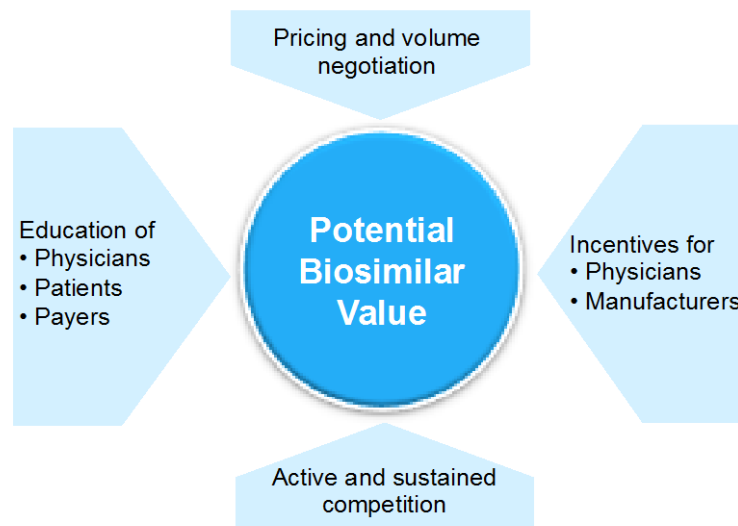 Pricing and volume
negotiation
Education of
• Physicians
• Patients
• Payers
Potential
Biosimilar
Value
Incentives for
• Physicians
• Manufacturers
Active and sustained
competition